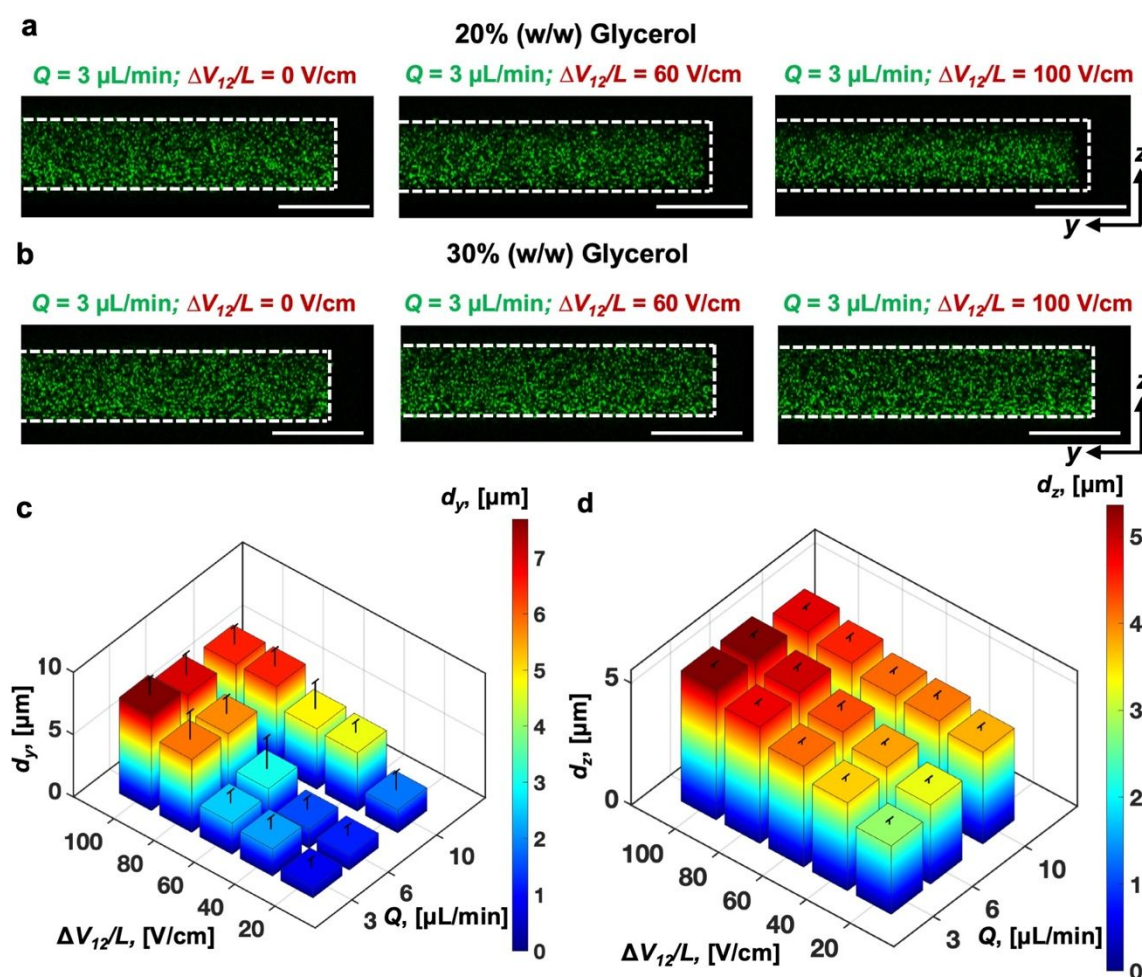 a
20% (w/w) Glycerol
Q = 3 µL/min; ΔV12/L = 0 V/cm
Q = 3 µL/min; ΔV12/L = 60 V/cm
Q = 3 µL/min; ΔV12/L = 100 V/cm
z
y
b
30% (w/w) Glycerol
Q = 3 µL/min; ΔV12/L = 0 V/cm
Q = 3 µL/min; ΔV12/L = 60 V/cm
Q = 3 µL/min; ΔV12/L = 100 V/cm
z
y
c
dy, [µm]
7
6
5
4
3
2
1
0
10
5
0
dy, [µm]
100
80
60
40
20
ΔV12/L, [V/cm]
3
6
10
Q, [µL/min]
d
dz, [µm]
5
4
3
2
1
0
5
0
dz, [µm]
100
80
60
40
20
ΔV12/L, [V/cm]
3
6
10
Q, [µL/min]